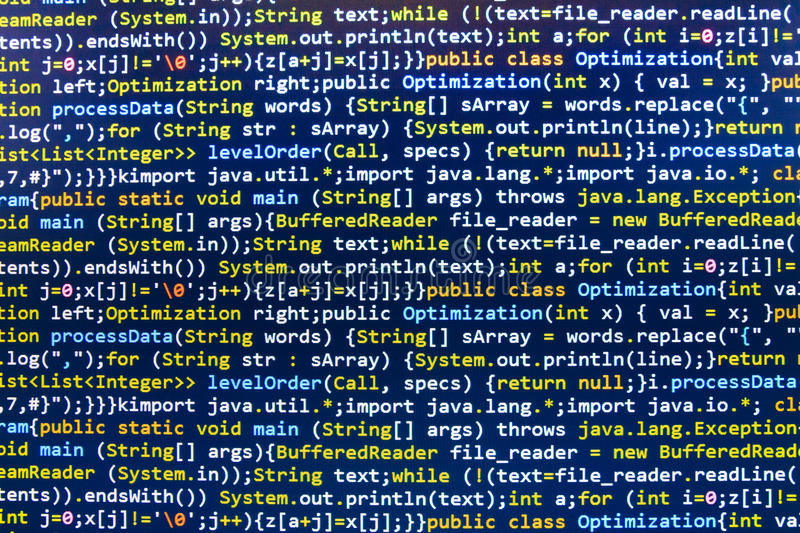 oid main (String[] args){BufferedReader file_reader = new BufferedReade
eamReader (System.in));String text;while (!(text=file_reader.readLine(
tents)).endsWith()) System.out.println(text);int a;for (int i=0;z[i]!=
int j=0;x[j]!='\0';j++){z[a+j]=x[j];}}public class Optimization{int va
tion left;Optimization right;public Optimization(int x) { val = x; }pub
tion processData(String words) {String[] sArray = words.replace("{", "
.log(",");for (String str : sArray) {System.out.println(line);}return n
ist<List<Integer>> levelOrder(Call, specs) {return null;}i.processData(
,7,#}");}}}kimport java.util.*;import java.lang.*;import java.io.*; cla
ram{public static void main (String[] args) throws java.lang.Exception
oid main (String[] args){BufferedReader file_reader = new BufferedReade
eamReader (System.in));String text;while (!(text=file_reader.readLine(
tents)).endsWith()) System.out.println(text);int a;for (int i=0;z[i]!=
int j=0;x[j]!='\0';j++){z[a+j]=x[j];}}public class Optimization{int va
tion left;Optimization right;public Optimization(int x) { val = x; }pu
tion processData(String words) {String[] sArray = words.replace("{", "
.log(",");for (String str : sArray) {System.out.println(line);}return
ist<List<Integer>> levelOrder(Call, specs) {return null;}i.processData
,7,#}");}}}kimport java.util.*;import java.lang.*;import java.io.*; cl
ram{public static void main (String[] args) throws java.lang.Exception
oid main (String[] args){BufferedReader file_reader = new BufferedReade
eamReader (System.in));String text;while (!(text=file_reader.readLine(
tents)).endsWith()) System.out.println(text);int a;for (int i=0;z[i]!=
int j=0;x[j]!='\0';j++){z[a+j]=x[j];}}public class Optimization{int va
dreamstime